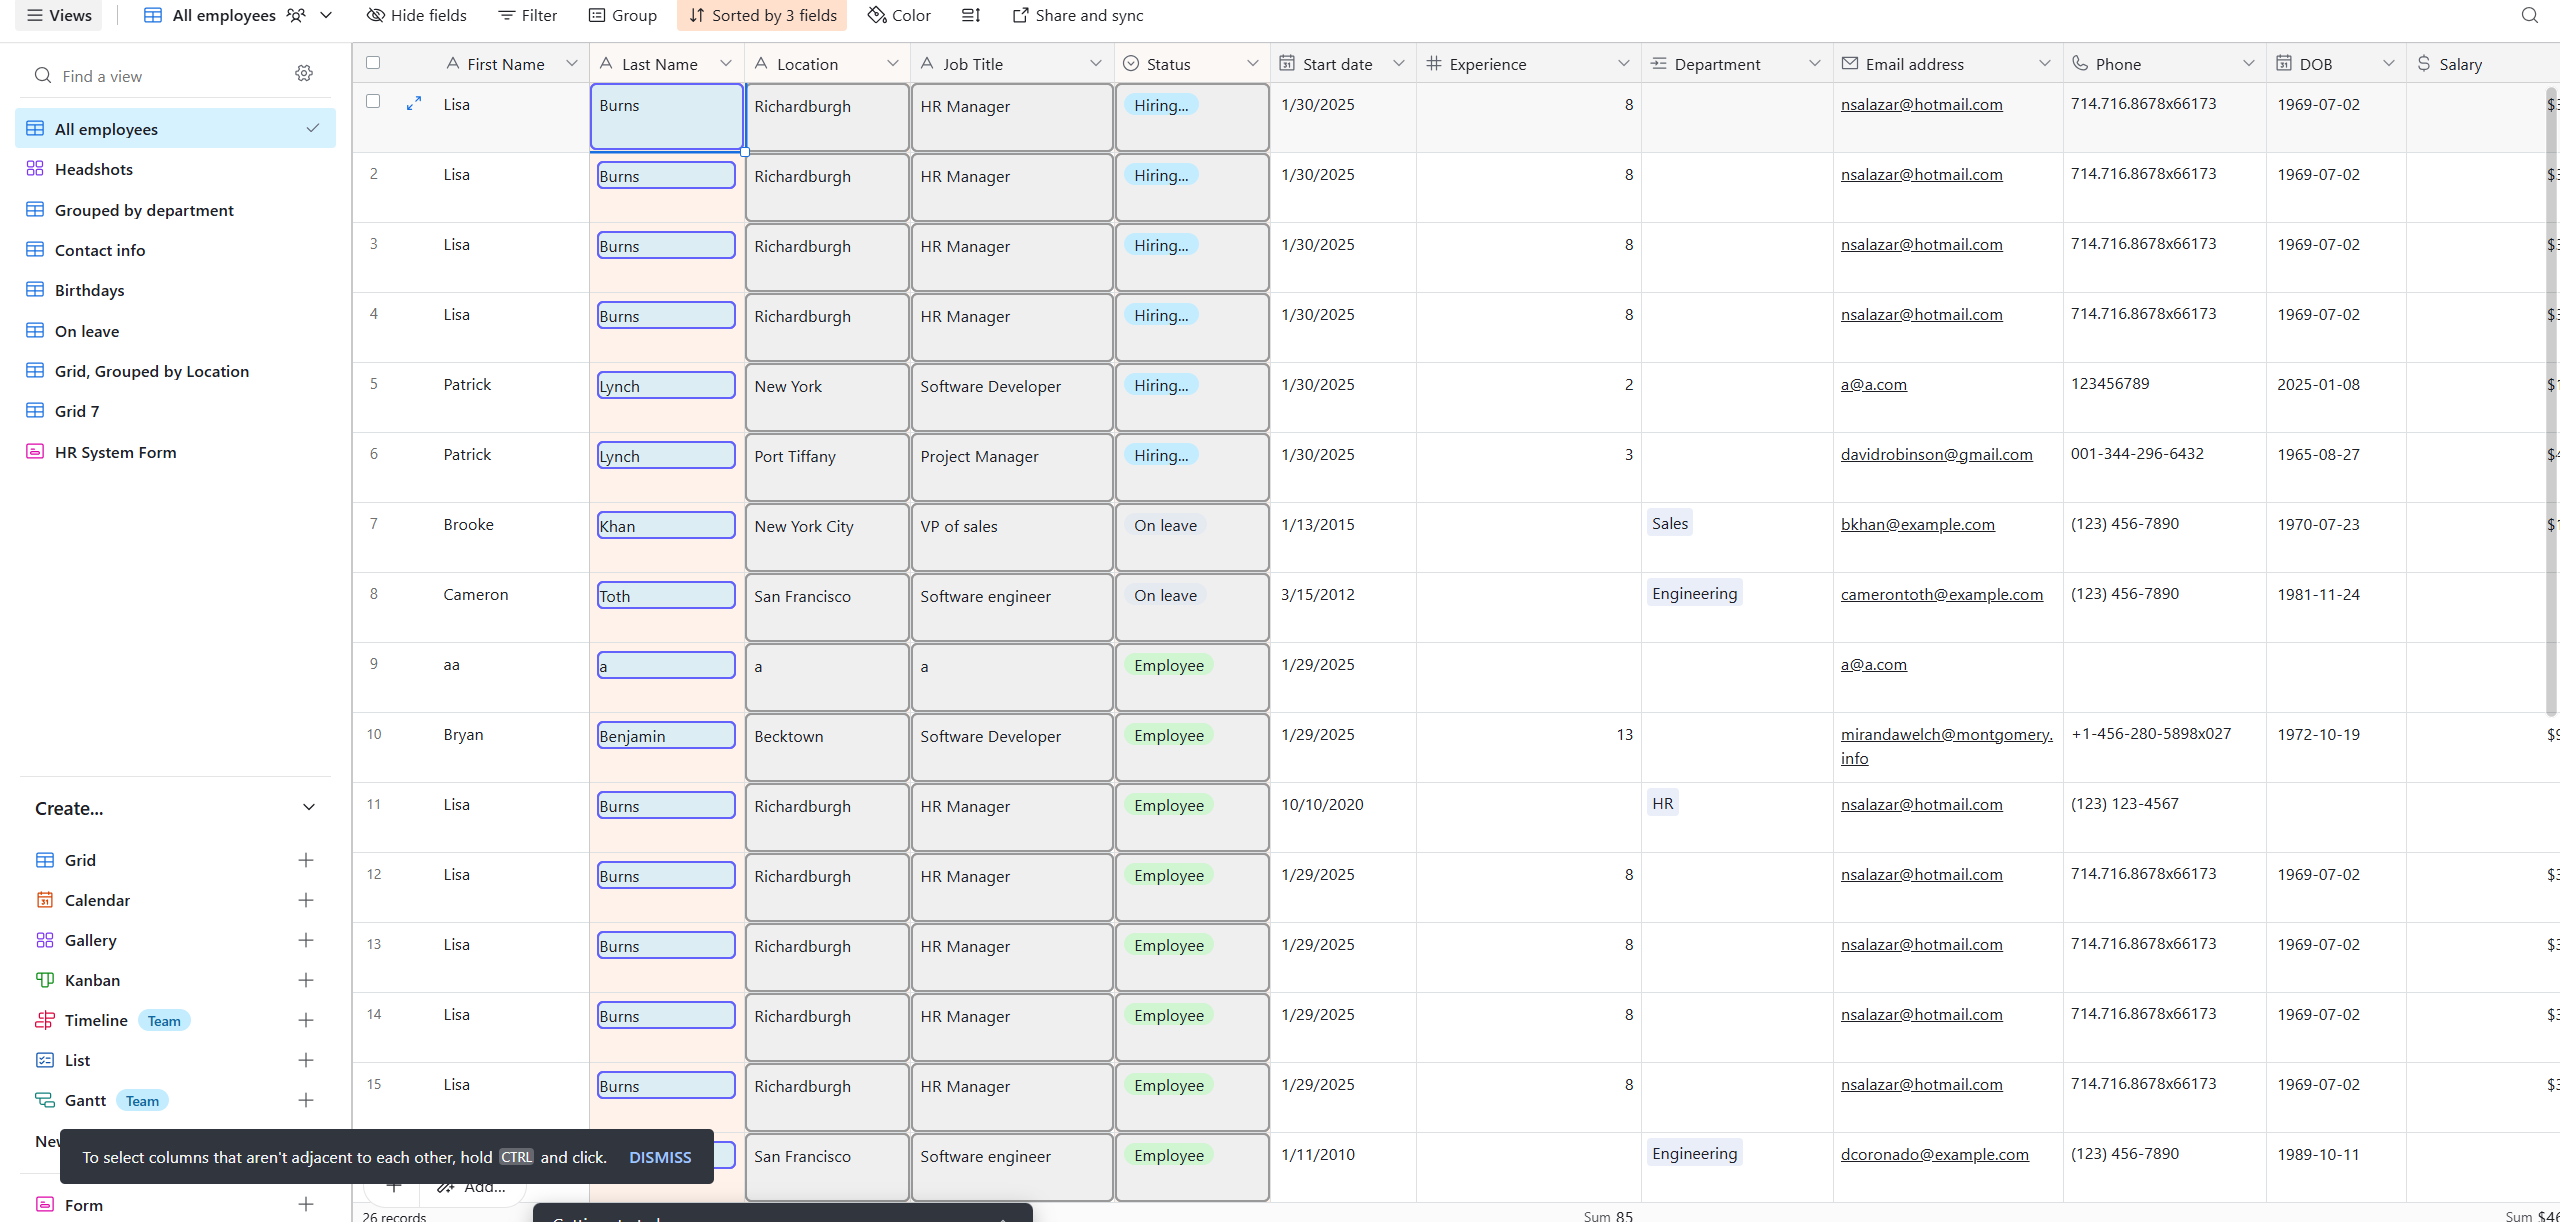 Views All employees Hide fields Filter Group Sorted by 3 fields Color Share and sync
Find a view
All employees
Headshots
Grouped by department
Contact info
Birthdays
On leave
Grid, Grouped by Location
Grid 7
HR System Form
Create...
Grid
Calendar
Gallery
Kanban
Timeline Team
List
Gantt Team
New
Form
First Name Last Name Location Job Title Status Start date Experience Department Email address Phone DOB Salary
Lisa Burns Richardburgh HR Manager Hiring... 1/30/2025 8 nsalazar@hotmail.com 714.716.8678x66173 1969-07-02
2 Lisa Burns Richardburgh HR Manager Hiring... 1/30/2025 8 nsalazar@hotmail.com 714.716.8678x66173 1969-07-02
3 Lisa Burns Richardburgh HR Manager Hiring... 1/30/2025 8 nsalazar@hotmail.com 714.716.8678x66173 1969-07-02
4 Lisa Burns Richardburgh HR Manager Hiring... 1/30/2025 8 nsalazar@hotmail.com 714.716.8678x66173 1969-07-02
5 Patrick Lynch New York Software Developer Hiring... 1/30/2025 2 a@a.com 123456789 2025-01-08
6 Patrick Lynch Port Tiffany Project Manager Hiring... 1/30/2025 3 davidrobinson@gmail.com 001-344-296-6432 1965-08-27
7 Brooke Khan New York City VP of sales On leave 1/13/2015 Sales bkhan@example.com (123) 456-7890 1970-07-23
8 Cameron Toth San Francisco Software engineer On leave 3/15/2012 Engineering camerontoth@example.com (123) 456-7890 1981-11-24
9 aa a a a Employee 1/29/2025 a@a.com
10 Bryan Benjamin Becktown Software Developer Employee 1/29/2025 13 mirandawelch@montgomery. +1-456-280-5898x027 1972-10-19
info
11 Lisa Burns Richardburgh HR Manager Employee 10/10/2020 HR nsalazar@hotmail.com (123) 123-4567
12 Lisa Burns Richardburgh HR Manager Employee 1/29/2025 8 nsalazar@hotmail.com 714.716.8678x66173 1969-07-02
13 Lisa Burns Richardburgh HR Manager Employee 1/29/2025 8 nsalazar@hotmail.com 714.716.8678x66173 1969-07-02
14 Lisa Burns Richardburgh HR Manager Employee 1/29/2025 8 nsalazar@hotmail.com 714.716.8678x66173 1969-07-02
15 Lisa Burns Richardburgh HR Manager Employee 1/29/2025 8 nsalazar@hotmail.com 714.716.8678x66173 1969-07-02
San Francisco Software engineer Employee 1/11/2010 Engineering dcoronado@example.com (123) 456-7890 1989-10-11
To select columns that aren't adjacent to each other, hold CTRL and click. DISMISS
Add...
26 records Sum 85 Sum